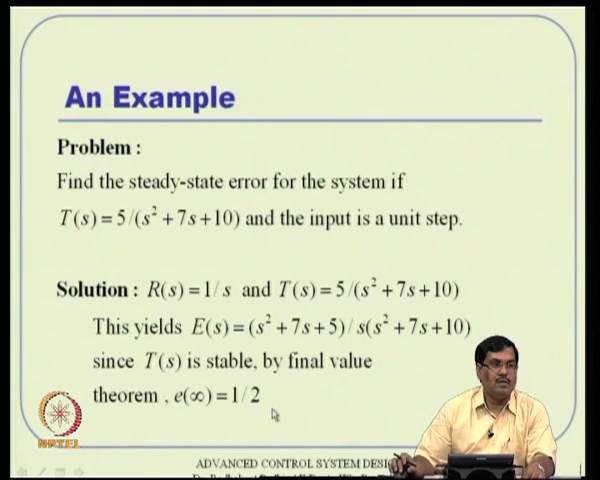 An Example
Problem :
Find the steady-state error for the system if
T(s) = 5/(s² + 7s + 10) and the input is a unit step.
Solution : R(s) = 1/s and T(s) = 5/(s² + 7s + 10)
This yields E(s) = (s² + 7s + 5)/s(s² + 7s + 10)
since T(s) is stable, by final value
theorem , e(∞) = 1/2
NPTEL
ADVANCED CONTROL SYSTEM DESI